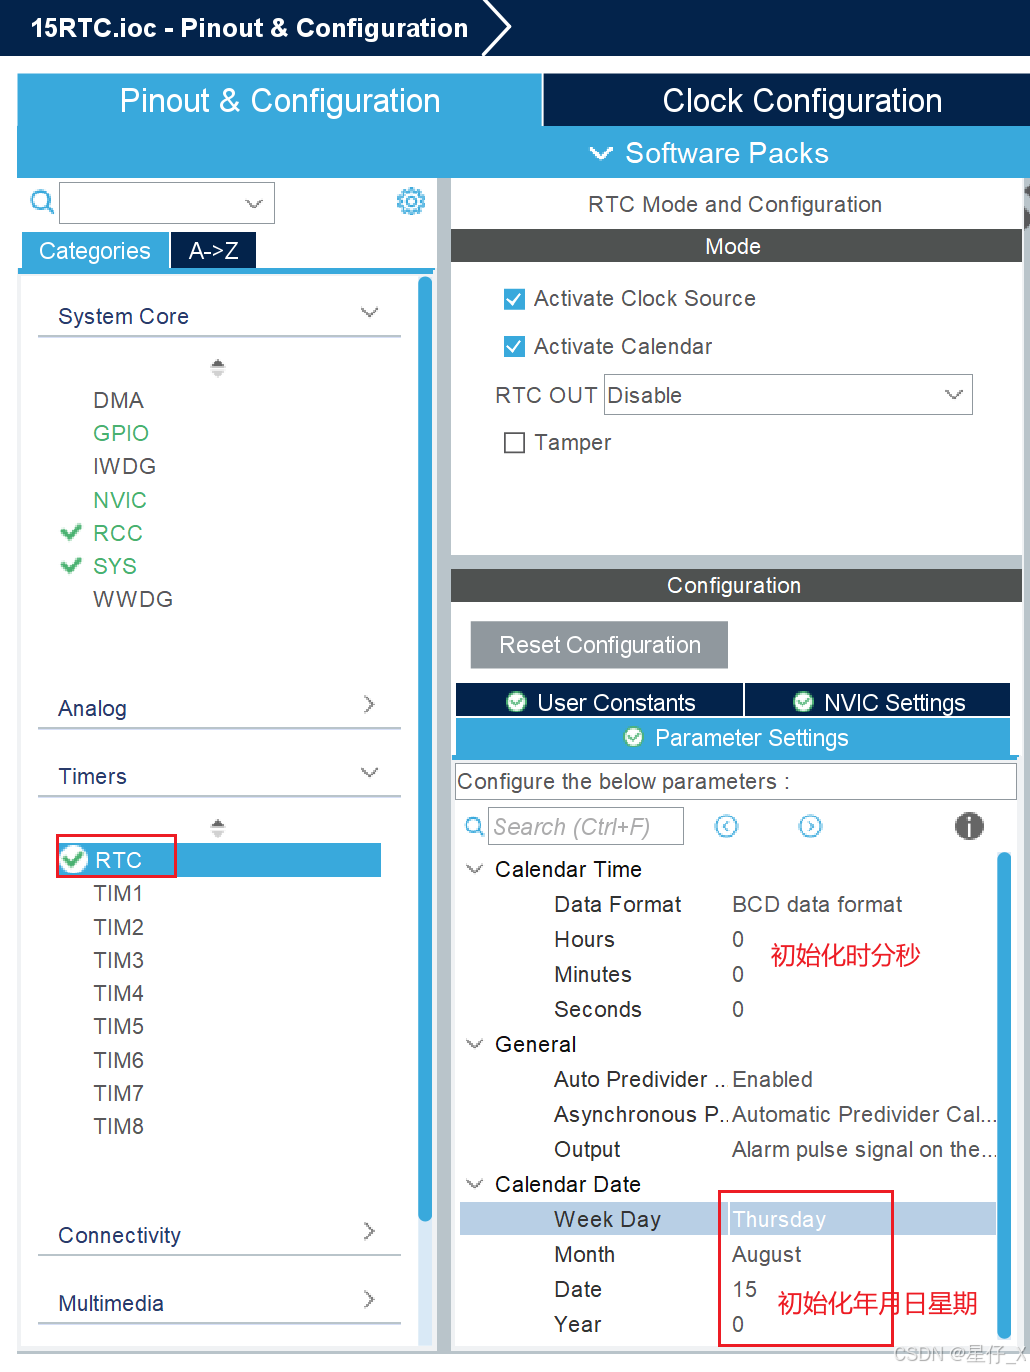 15RTC.ioc - Pinout & Configuration
Pinout & Configuration
Clock Configuration
Software Packs
Categories
A->Z
System Core
DMA
GPIO
IWDG
NVIC
RCC
SYS
WWDG
Analog
Timers
RTC
TIM1
TIM2
TIM3
TIM4
TIM5
TIM6
TIM7
TIM8
Connectivity
Multimedia
RTC Mode and Configuration
Mode
Activate Clock Source
Activate Calendar
RTC OUT Disable
Tamper
Configuration
Reset Configuration
User Constants
NVIC Settings
Parameter Settings
Configure the below parameters :
Search (Ctrl+F)
Calendar Time
Data Format BCD data format
Hours 0
初始化时分秒
Minutes 0
Seconds 0
General
Auto Predivider .. Enabled
Asynchronous P.. Automatic Predivider Cal...
Output Alarm pulse signal on the...
Calendar Date
Week Day Thursday
Month August
Date 15
初始化年月日星期
Year 0
CSDN @星仔_X